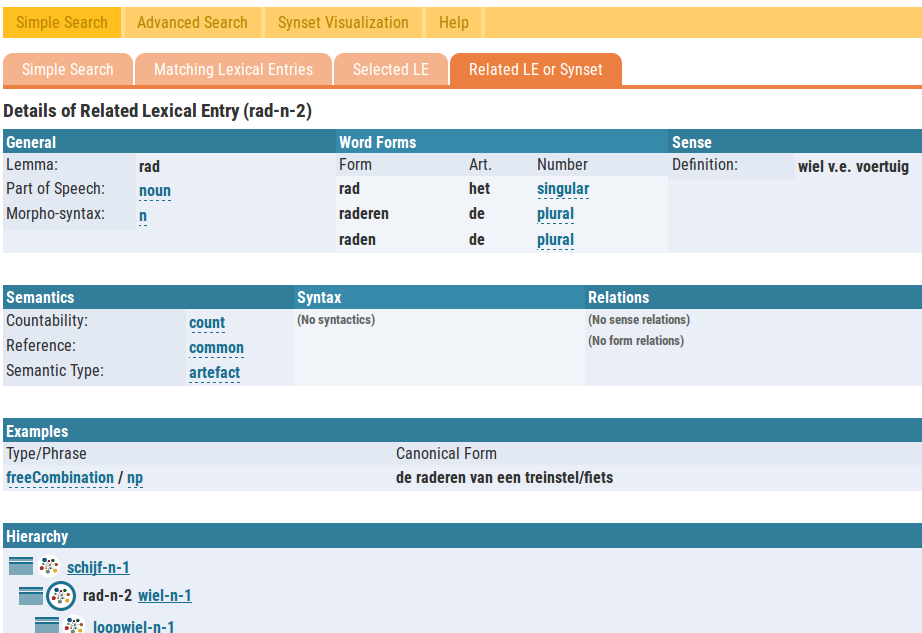 Simple Search Advanced Search Synset Visualization Help
Simple Search Matching Lexical Entries Selected LE Related LE or Synset
Details of Related Lexical Entry (rad-n-2)
General Word Forms Sense
Lemma: rad Form Art. Number Definition: wiel v.e. voertuig
Part of Speech: noun rad het singular
Morpho-syntax: n raderen de plural
raden de plural
Semantics Syntax Relations
Countability: count (No syntactics) (No sense relations)
Reference: common (No form relations)
Semantic Type: artefact
Examples
Type/Phrase Canonical Form
freeCombination / np de raderen van een treinstel/fiets
Hierarchy
schijf-n-1
rad-n-2 wiel-n-1
loopwiel-n-1